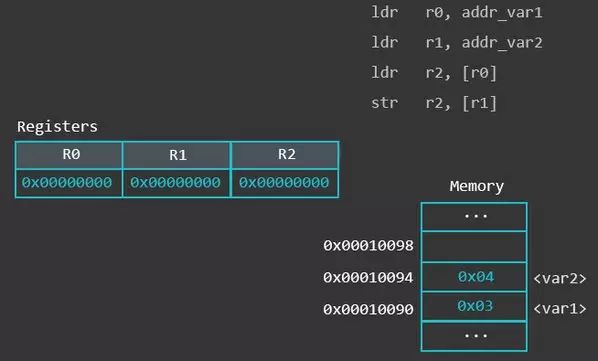 ldr r0, addr_var1
ldr r1, addr_var2
ldr r2, [r0]
str r2, [r1]
Registers
R0 R1 R2
0x00000000 0x00000000 0x00000000
Memory
...
0x00010098
0x00010094 0x04 <var2>
0x00010090 0x03 <var1>
...